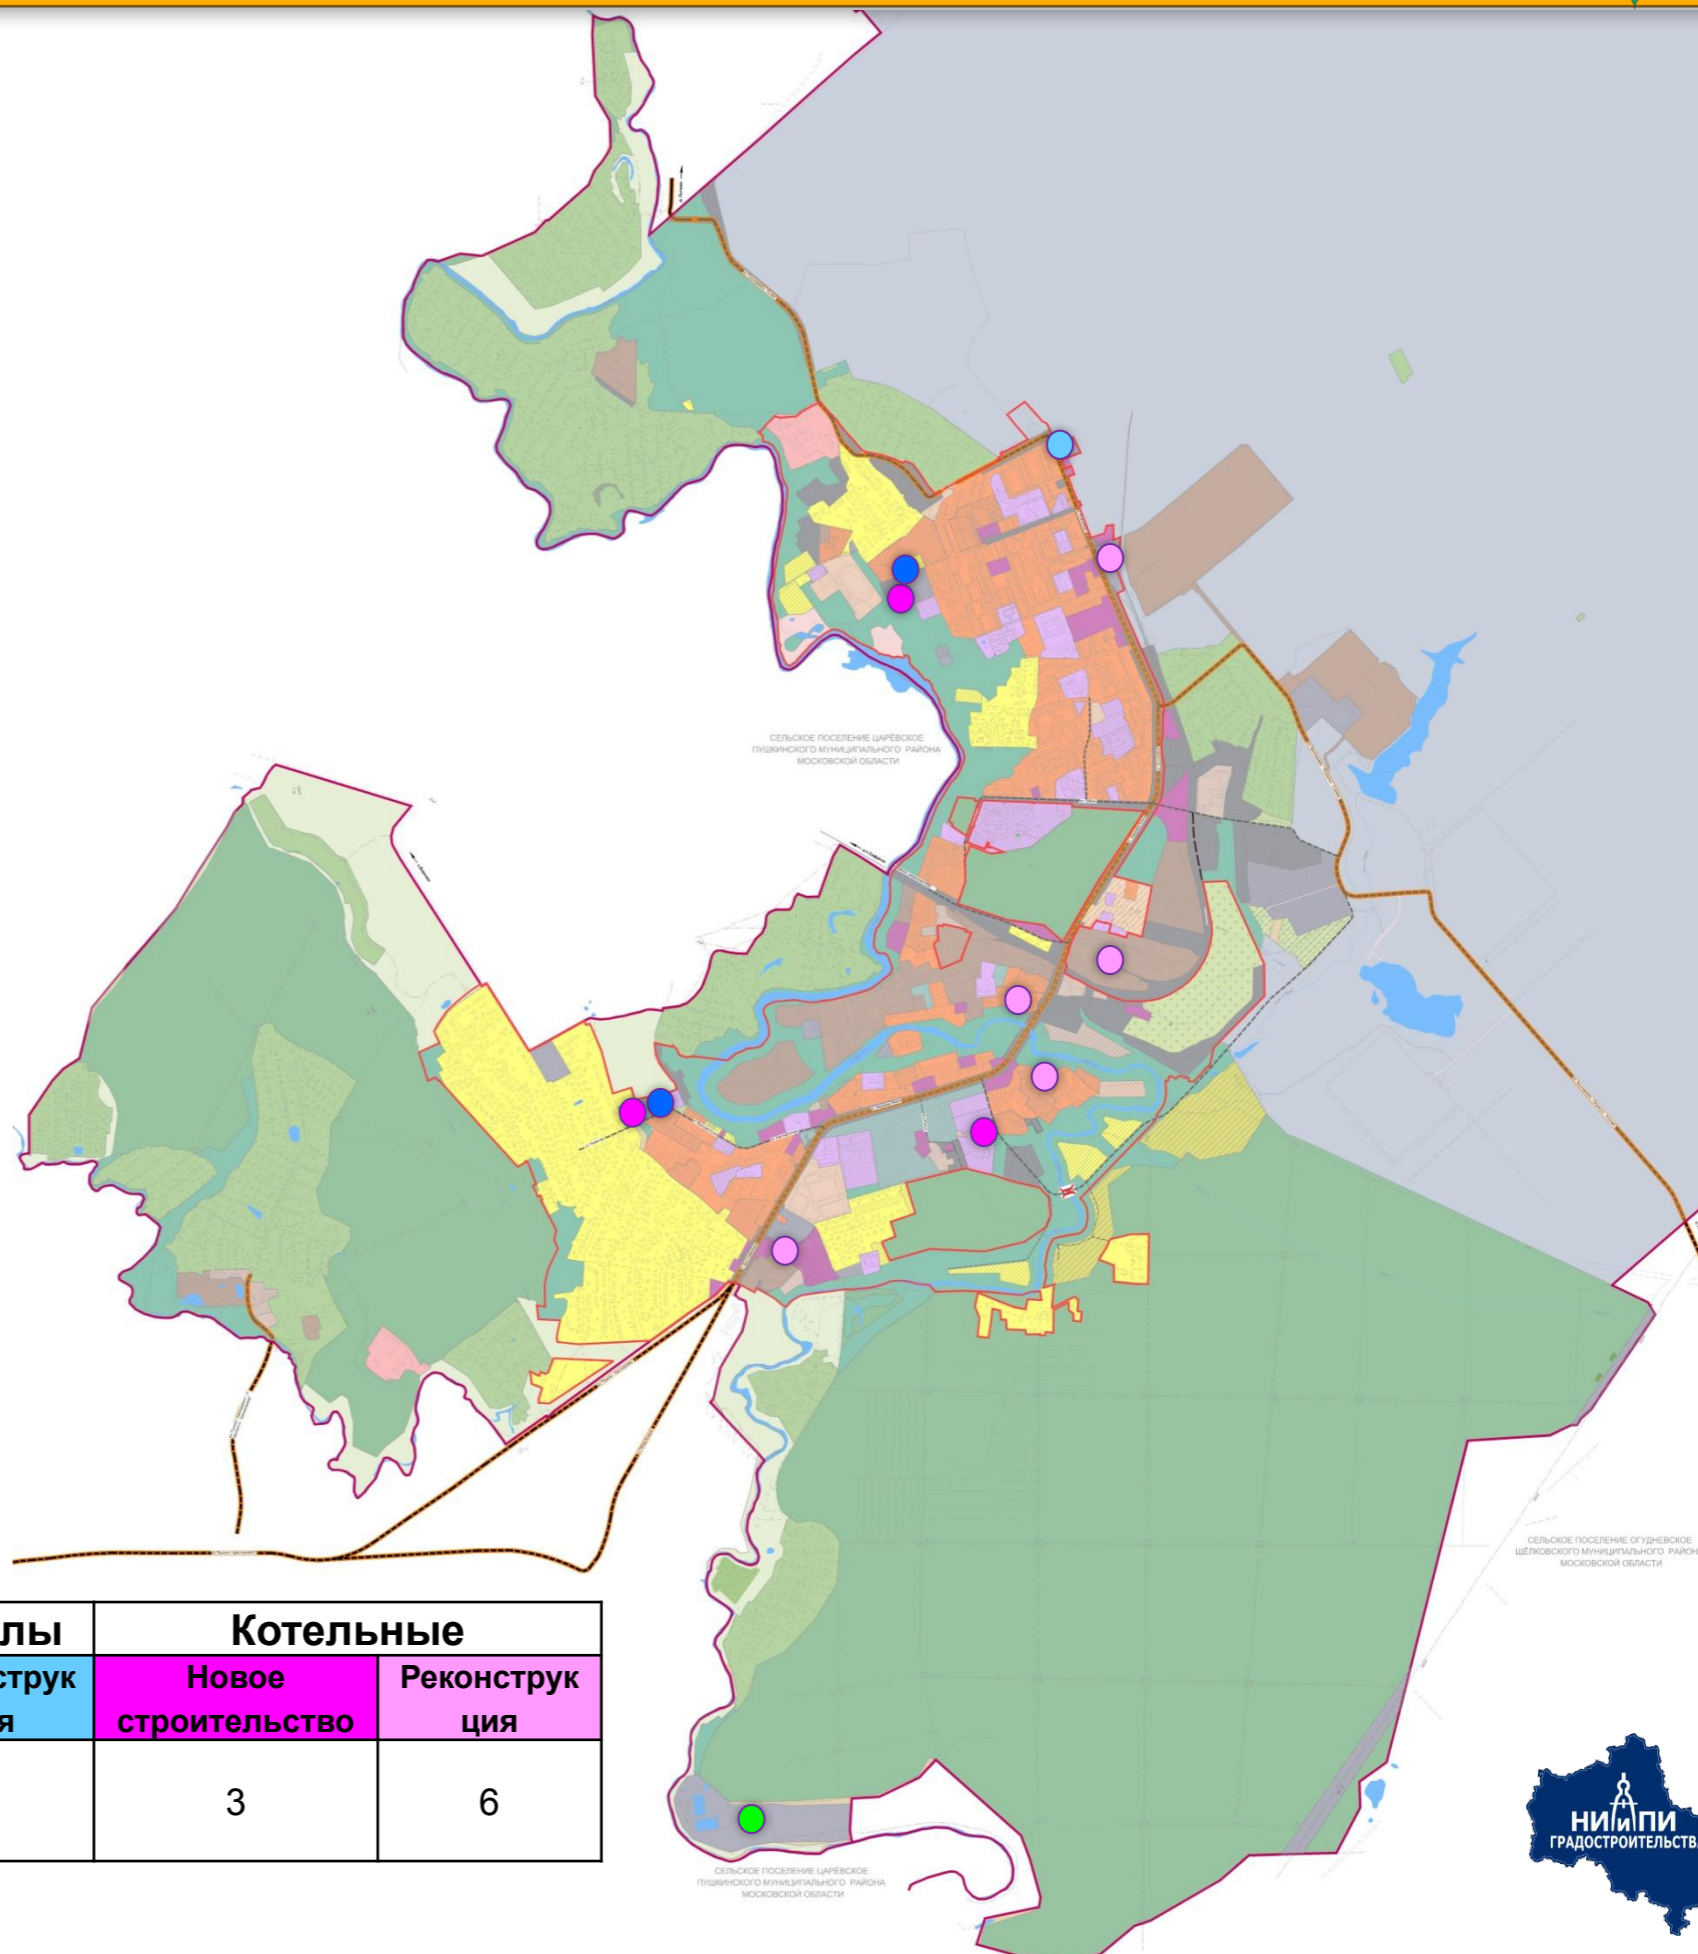 СЕЛЬСКОЕ ПОСЕЛЕНИЕ ЦАРЁВСКОЕ
ПУШКИНСКОГО МУНИЦИПАЛЬНОГО РАЙОНА
МОСКОВСКОЙ ОБЛАСТИ
СЕЛЬСКОЕ ПОСЕЛЕНИЕ ОГУДНЕВСКОЕ
ЩЁЛКОВСКОГО МУНИЦИПАЛЬНОГО РАЙОН
МОСКОВСКОЙ ОБЛАСТИ
лы
Котельные
струк
я
Новое
строительство
Реконструк
ция
3
6
НИиПИ
ГРАДОСТРОИТЕЛЬСТВ
СЕЛЬСКОЕ ПОСЕЛЕНИЕ ЦАРЁВСКОЕ
ПУШКИНСКОГО МУНИЦИПАЛЬНОГО РАЙОНА
МОСКОВСКОЙ ОБЛАСТИ